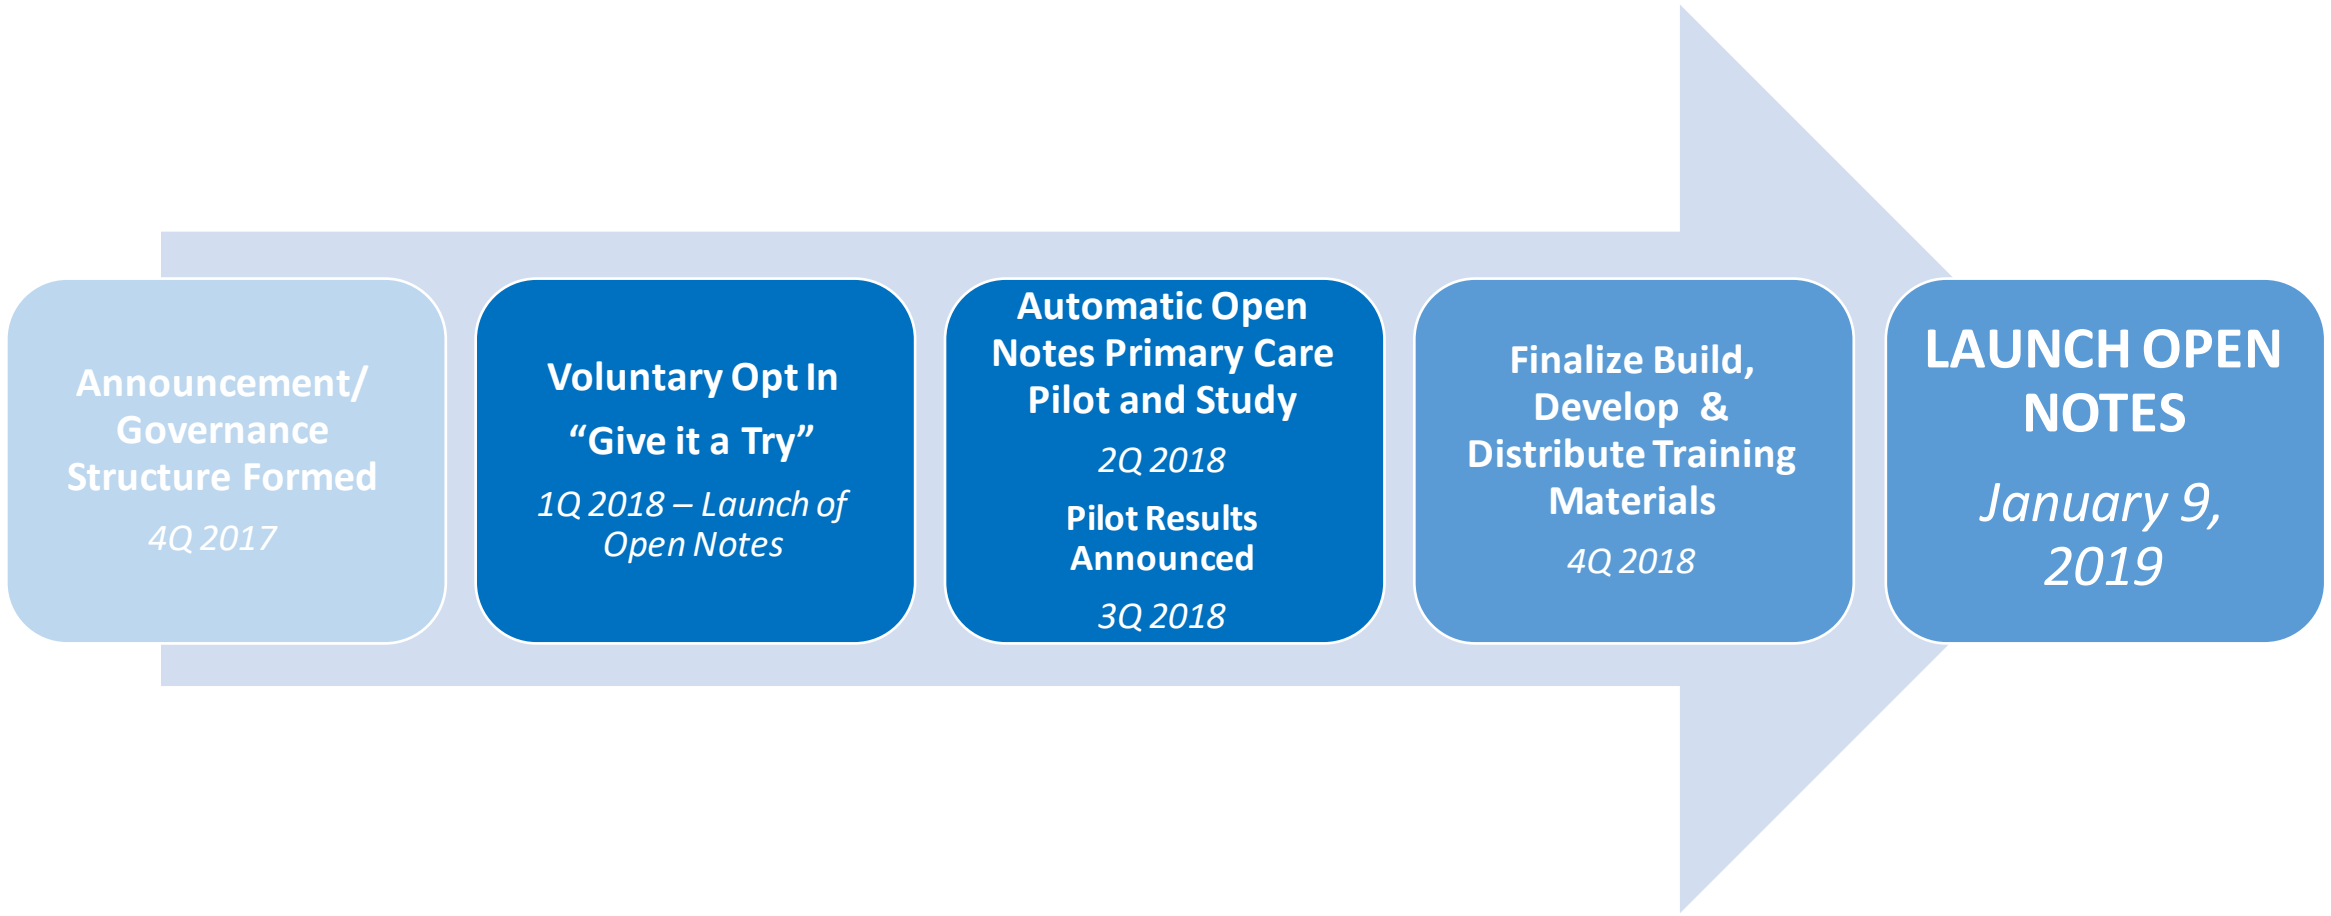 Announcement/
Governance
Structure Formed
4Q 2017
Voluntary Opt In
“Give it a Try”
1Q 2018 – Launch of
Open Notes
Automatic Open
Notes Primary Care
Pilot and Study
2Q 2018
Pilot Results
Announced
3Q 2018
Finalize Build,
Develop & 
Distribute Training
Materials
4Q 2018
LAUNCH OPEN
NOTES
January 9,
2019